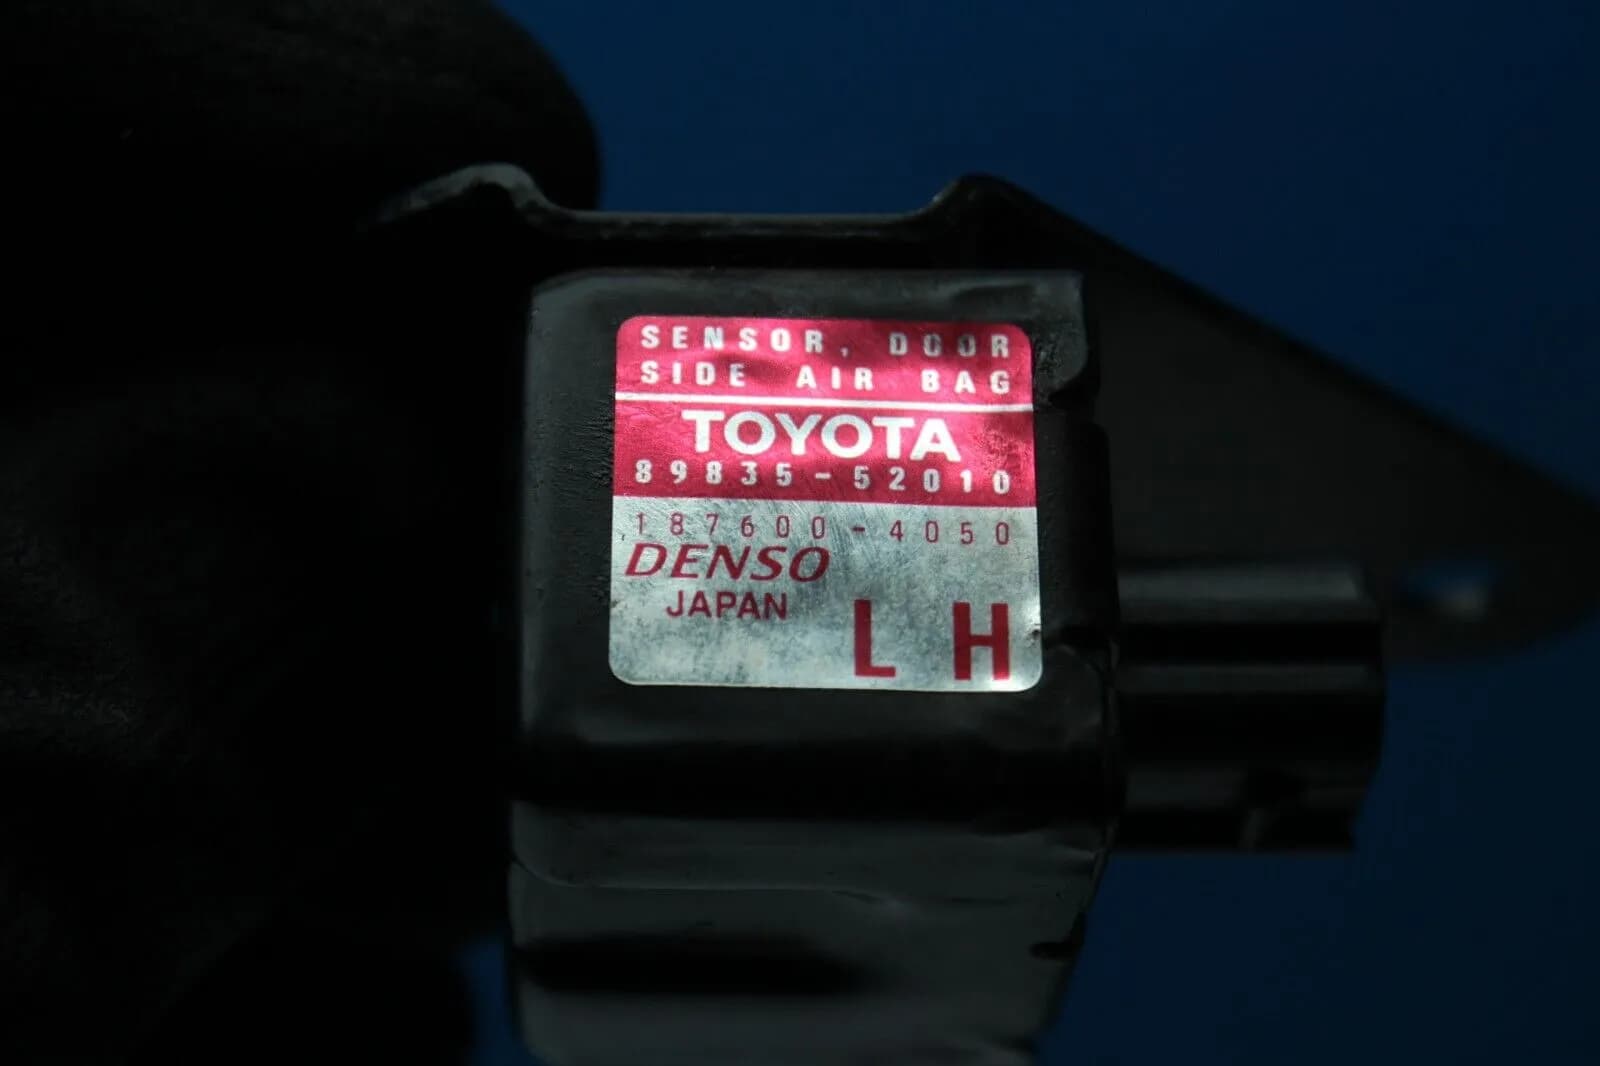 SENSOR, DOOR
SIDE AIR BAG
TOYOTA
89835-52010
187600-4050
DENSO
JAPAN
LH